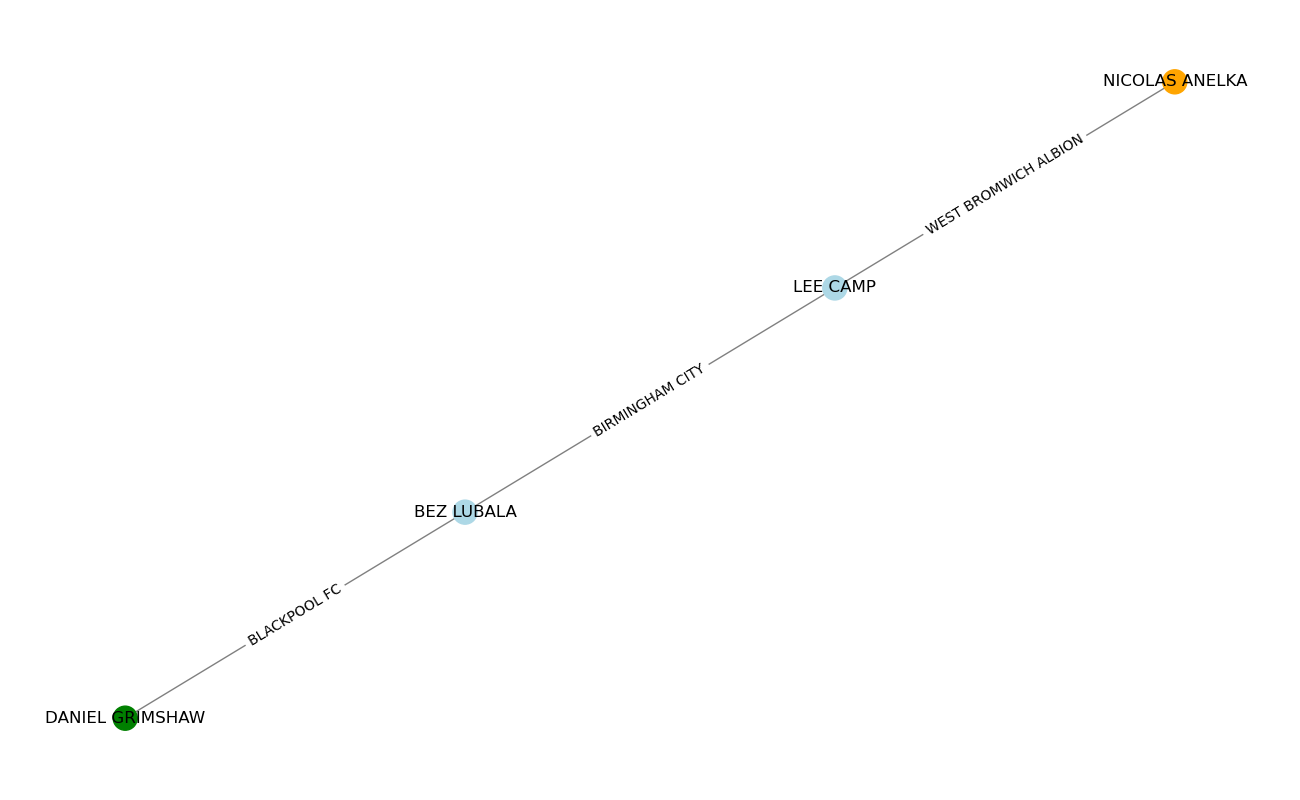 NICOLAS ANELKA
WEST BROMWICH ALBION
LEE CAMP
BIRMINGHAM CITY
BEZ LUBALA
BLACKPOOL FC
DANIEL GRIMSHAW